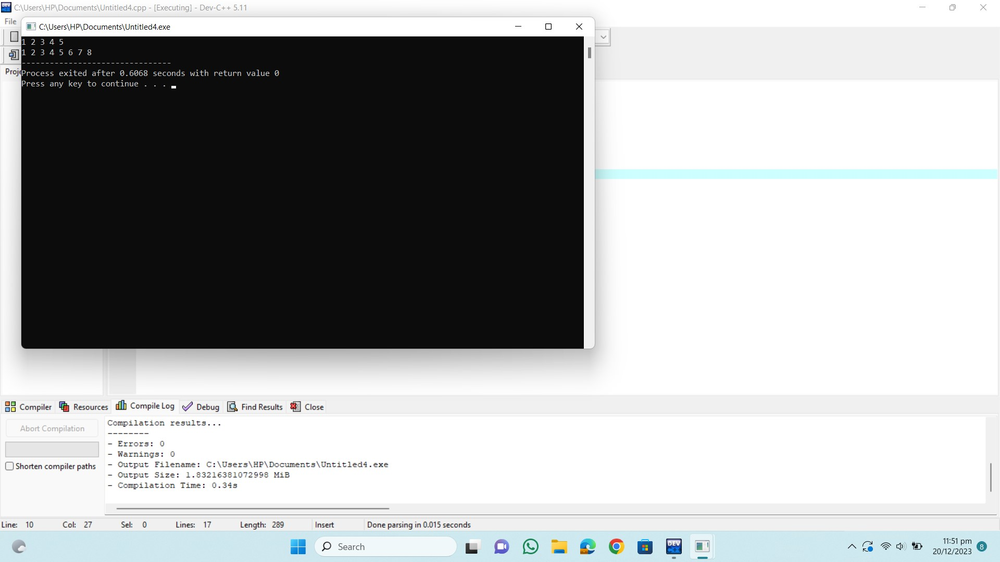 C:\Users\HP\Documents\Untitled4.cpp - [Executing] - Dev-C++ 5.11
File
C:\Users\HP\Documents\Untitled4.exe
1 2 3 4 5
1 2 3 4 5 6 7 8
--------------------------------
Process exited after 0.6068 seconds with return value 0
Press any key to continue . . .
Proje
Compiler Resources Compile Log Debug Find Results Close
Abort Compilation
Shorten compiler paths
Compilation results...
--------
- Errors: 0
- Warnings: 0
- Output Filename: C:\Users\HP\Documents\Untitled4.exe
- Output Size: 1.83216381072998 MiB
- Compilation Time: 0.34s
Line: 10 Col: 27 Sel: 0 Lines: 17 Length: 289 Insert Done parsing in 0.015 seconds
Search
DEV
11:51 pm
20/12/2023
8